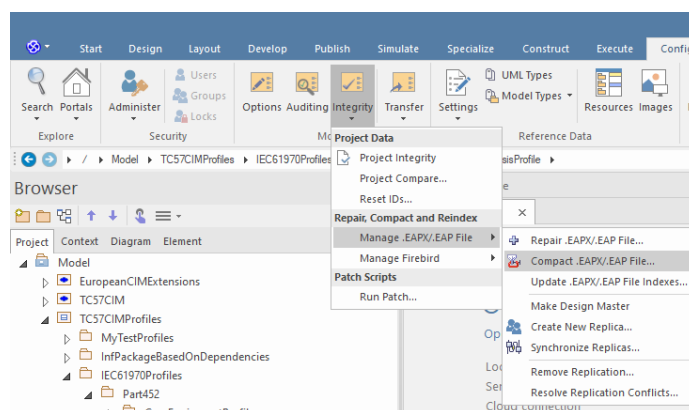 Start Design Layout Develop Publish Simulate Specialize Construct Execute
Search Portals Administer Users Groups Locks Options Auditing Integrity Transfer Settings UML Types Model Types Resources Images
Explore Security Reference Data
/ Model TC57CIMProfiles IEC61970Profiles
Project Data
Project Integrity
Project Compare...
Reset IDs...
Repair, Compact and Reindex
Manage .EAPX/.EAP File
Manage Firebird
Patch Scripts
Run Patch...
Repair .EAPX/.EAP File...
Compact .EAPX/.EAP File...
Update .EAPX/.EAP File Indexes...
Make Design Master
Create New Replica...
Synchronize Replicas...
Remove Replication...
Resolve Replication Conflicts...
Browser
Project Context Diagram Element
Model
EuropeanCIMExtensions
TC57CIM
TC57CIMProfiles
MyTestProfiles
InfPackageBasedOnDependencies
IEC61970Profiles
Part452